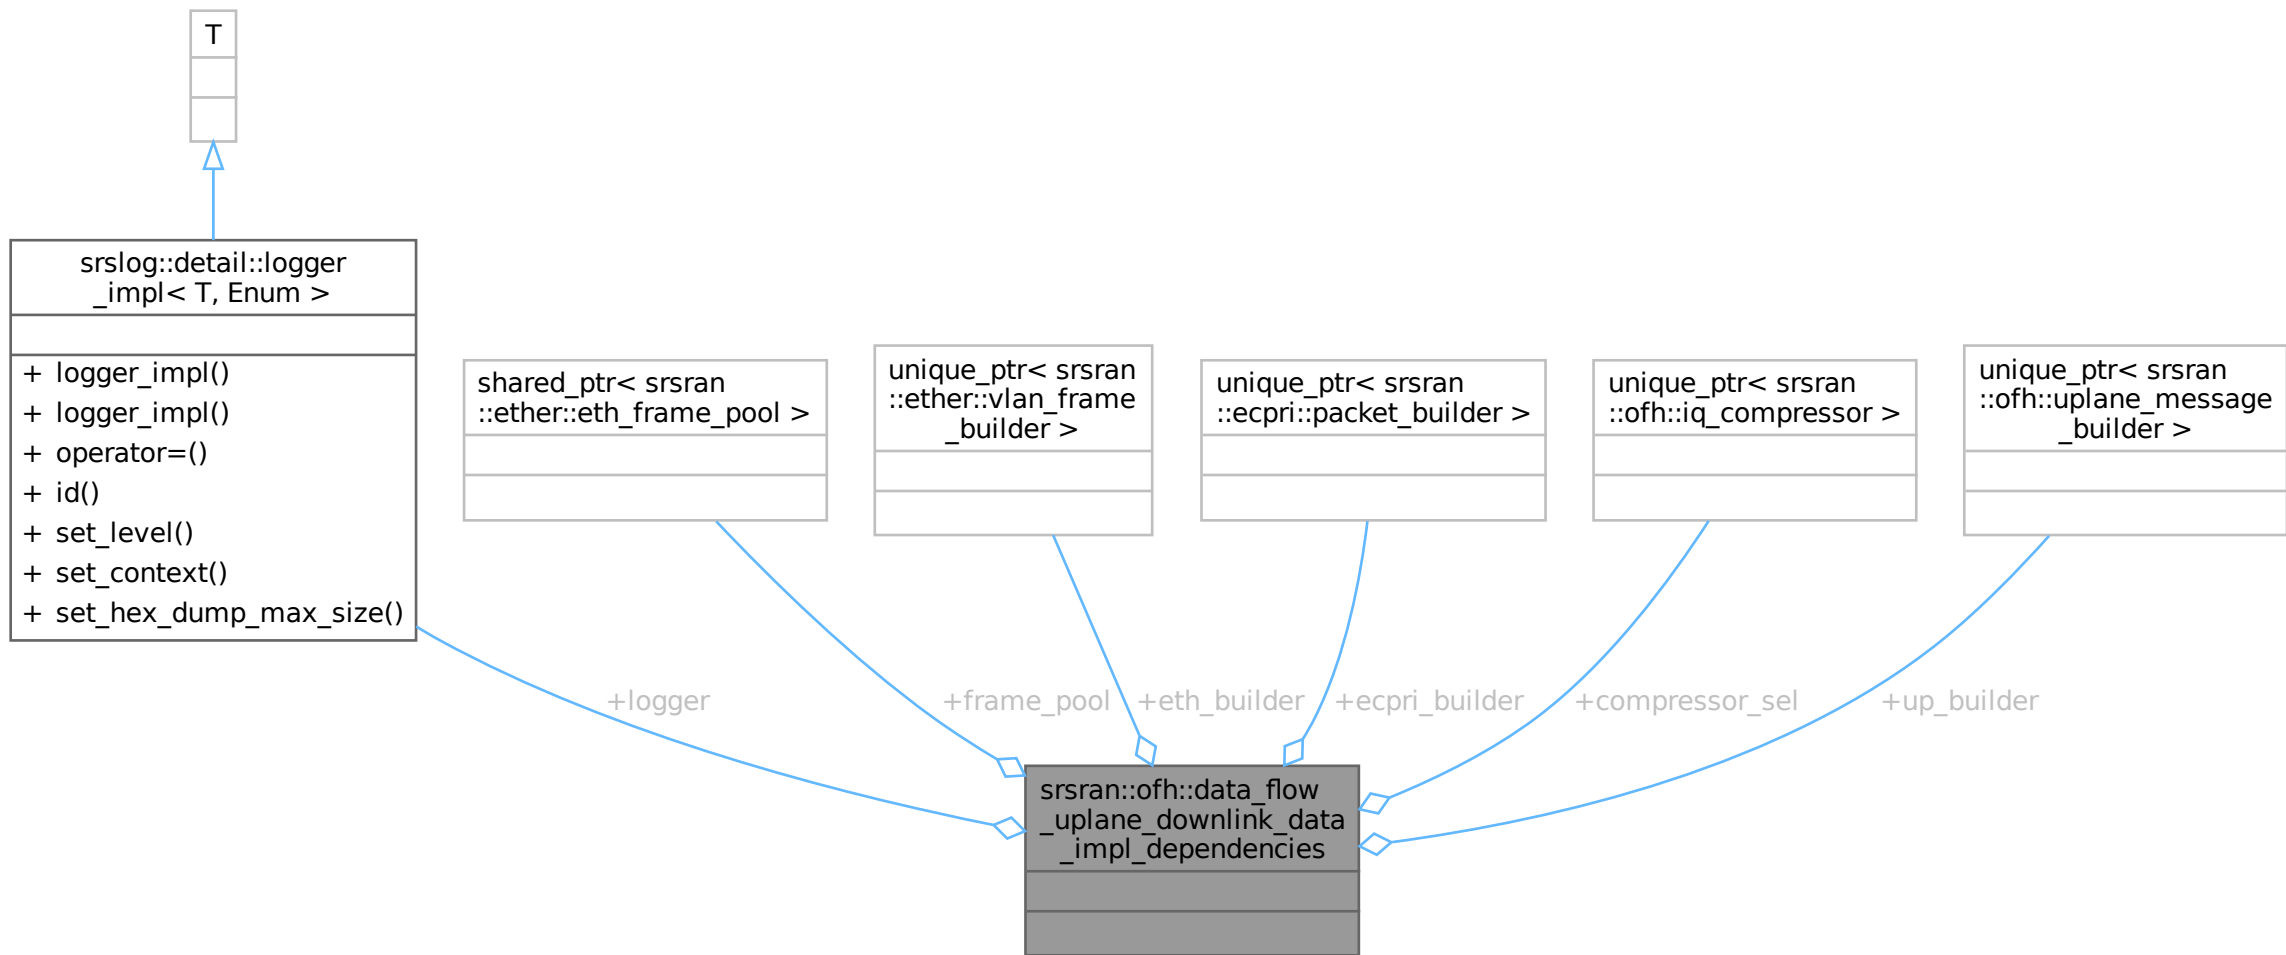 T
srslog::detail::logger
_impl< T, Enum >
+ logger_impl()
+ logger_impl()
+ operator=()
+ id()
+ set_level()
+ set_context()
+ set_hex_dump_max_size()
shared_ptr< srsran
::ether::eth_frame_pool >
unique_ptr< srsran
::ether::vlan_frame
_builder >
unique_ptr< srsran
::ecpri::packet_builder >
unique_ptr< srsran
::ofh::iq_compressor >
unique_ptr< srsran
::ofh::uplane_message
_builder >
+logger
+frame_pool
+eth_builder
+ecpri_builder
+compressor_sel
+up_builder
srsran::ofh::data_flow
_uplane_downlink_data
_impl_dependencies